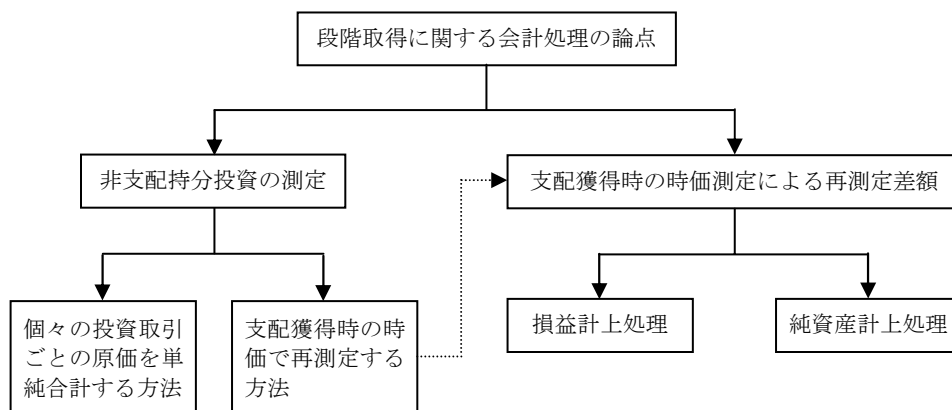 段階取得に関する会計処理の論点
非支配持分投資の測定
支配獲得時の時価測定による再測定差額
個々の投資取引
ごとの原価を単
純合計する方法
支配獲得時の時
価で再測定する
方法
損益計上処理
純資産計上処理